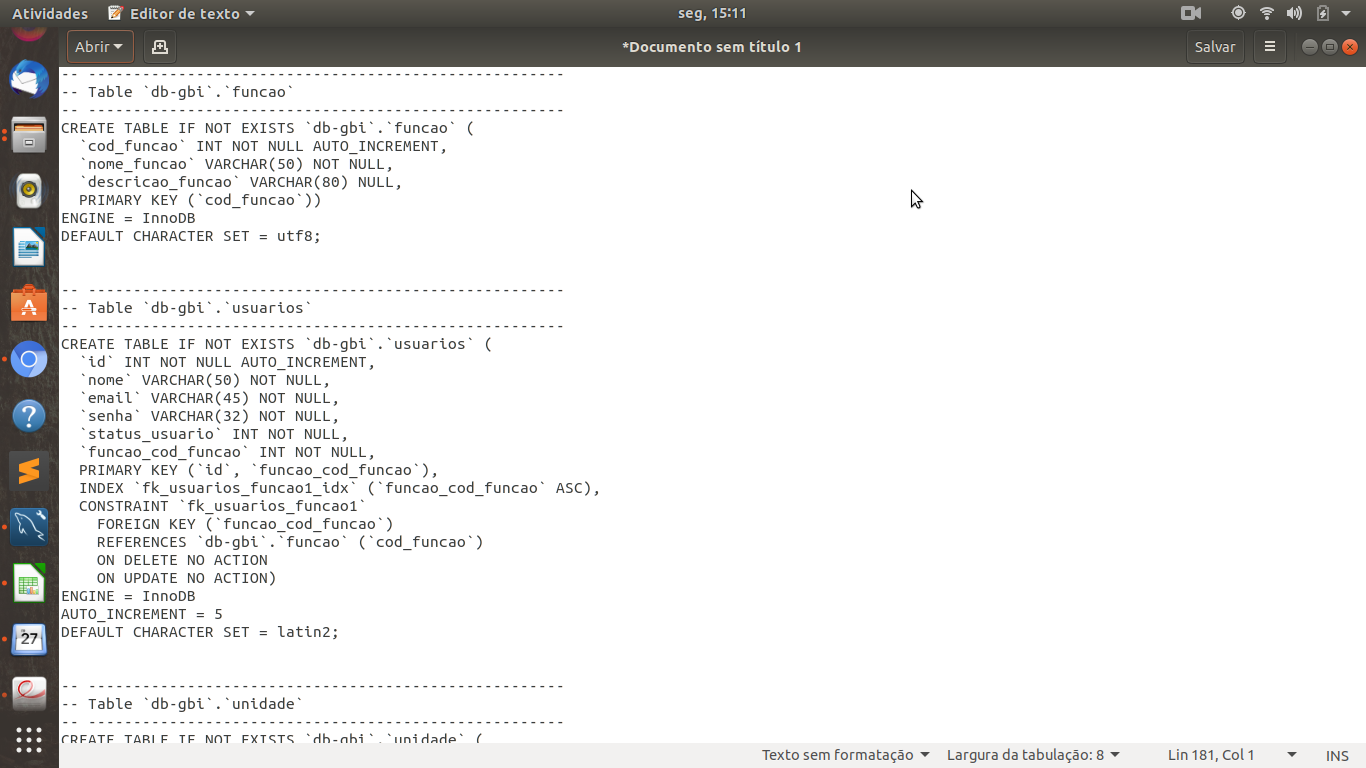 Atividades Editor de texto seg, 15:11
Abrir *Documento sem título 1 Salvar
-- -----------------------------------------------------
-- Table `db-gbi`.`funcao`
-- -----------------------------------------------------
CREATE TABLE IF NOT EXISTS `db-gbi`.`funcao` (
  `cod_funcao` INT NOT NULL AUTO_INCREMENT,
  `nome_funcao` VARCHAR(50) NOT NULL,
  `descricao_funcao` VARCHAR(80) NULL,
  PRIMARY KEY (`cod_funcao`))
ENGINE = InnoDB
DEFAULT CHARACTER SET = utf8;
-- -----------------------------------------------------
-- Table `db-gbi`.`usuarios`
-- -----------------------------------------------------
CREATE TABLE IF NOT EXISTS `db-gbi`.`usuarios` (
  `id` INT NOT NULL AUTO_INCREMENT,
  `nome` VARCHAR(50) NOT NULL,
  `email` VARCHAR(45) NOT NULL,
  `senha` VARCHAR(32) NOT NULL,
  `status_usuario` INT NOT NULL,
  `funcao_cod_funcao` INT NOT NULL,
  PRIMARY KEY (`id`, `funcao_cod_funcao`),
  INDEX `fk_usuarios_funcao1_idx` (`funcao_cod_funcao` ASC),
  CONSTRAINT `fk_usuarios_funcao1`
    FOREIGN KEY (`funcao_cod_funcao`)
    REFERENCES `db-gbi`.`funcao` (`cod_funcao`)
    ON DELETE NO ACTION
    ON UPDATE NO ACTION)
ENGINE = InnoDB
AUTO_INCREMENT = 5
DEFAULT CHARACTER SET = latin2;
-- -----------------------------------------------------
-- Table `db-gbi`.`unidade`
-- -----------------------------------------------------
CREATE TABLE IF NOT EXISTS `db-gbi`.`unidade` (
27
Texto sem formatação Largura da tabulação: 8 Lin 181, Col 1 INS